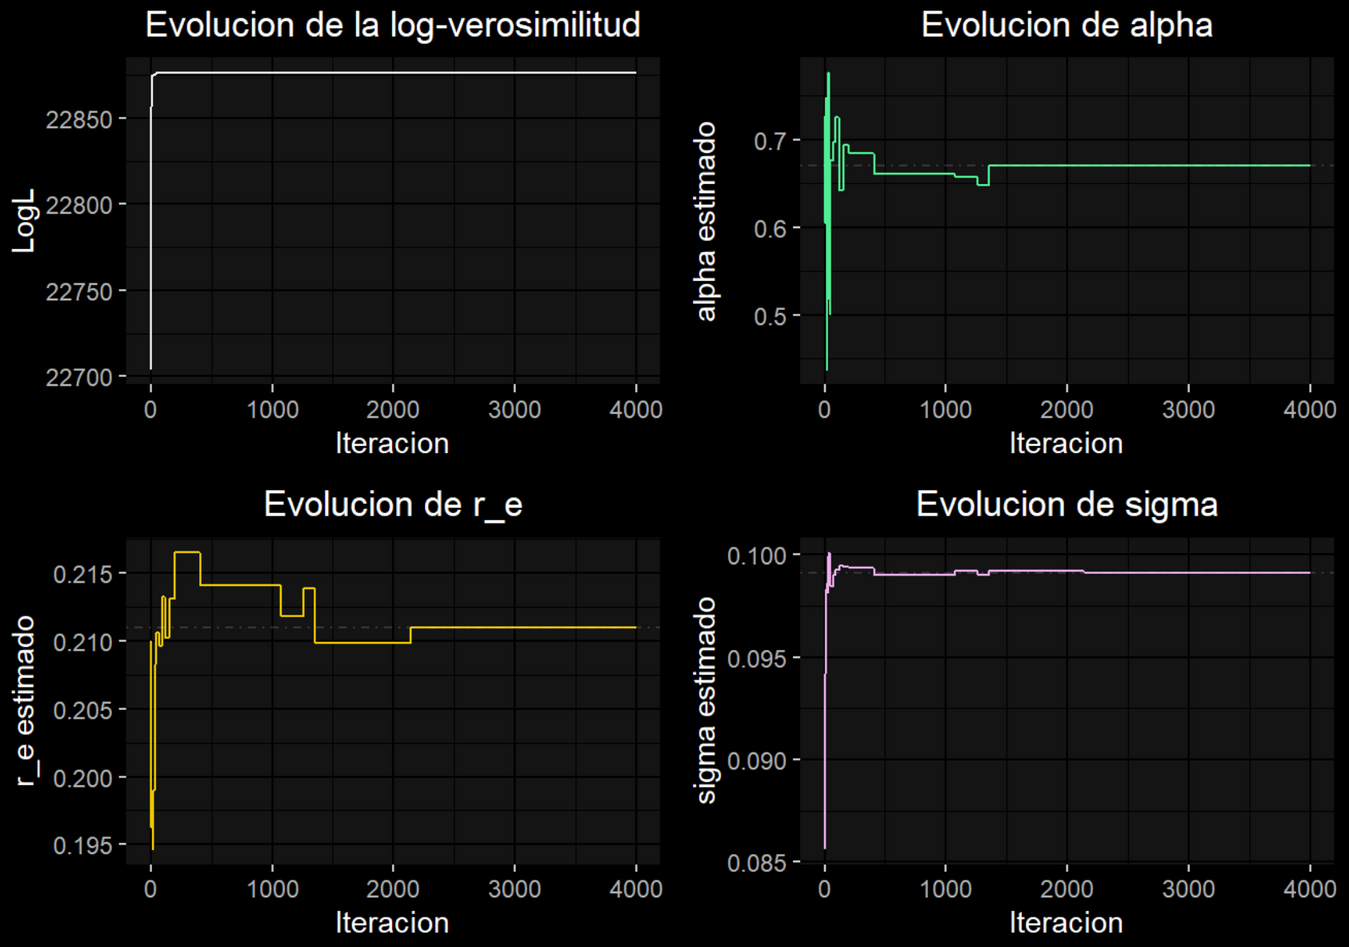 Evolucion de la log-verosimilitud
LogL
22850
22800
22750
22700
0 1000 2000 3000 4000
Iteracion
Evolucion de alpha
alpha estimado
0.7
0.6
0.5
0 1000 2000 3000 4000
Iteracion
Evolucion de r_e
r_e estimado
0.215
0.210
0.205
0.200
0.195
0 1000 2000 3000 4000
Iteracion
Evolucion de sigma
sigma estimado
0.100
0.095
0.090
0.085
0 1000 2000 3000 4000
Iteracion